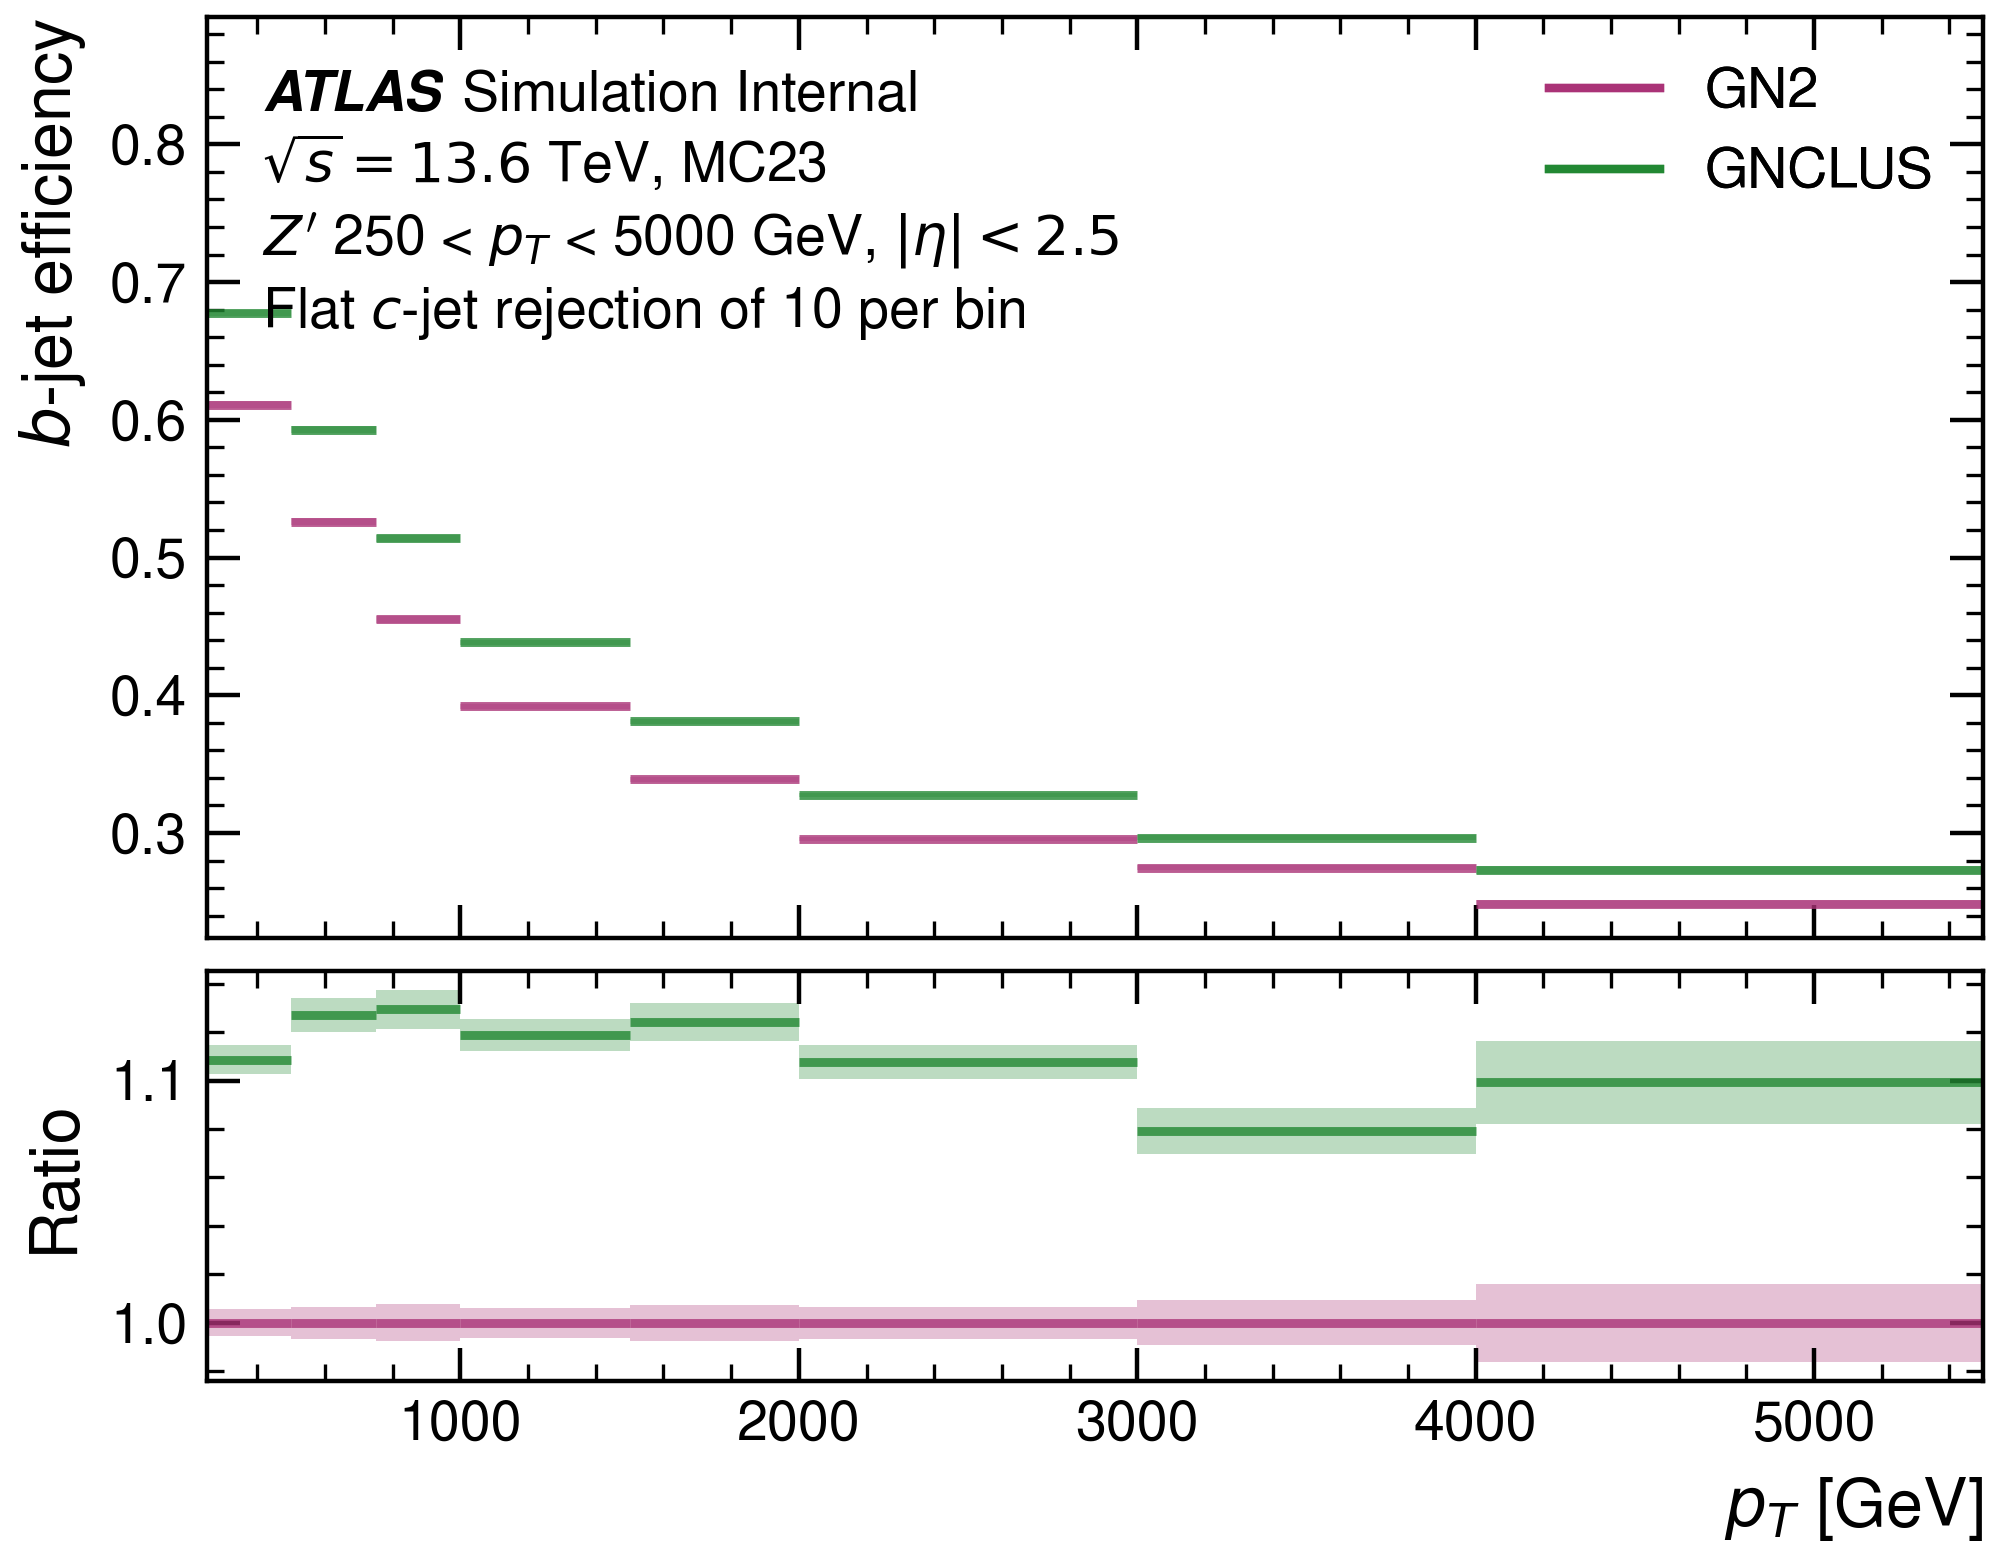 b-jet efficiency
ATLAS Simulation Internal
√s = 13.6 TeV, MC23
Z′ 250 < p_T < 5000 GeV, |η| < 2.5
Flat c-jet rejection of 10 per bin
GN2
GNCLUS
0.8
0.7
0.6
0.5
0.4
0.3
Ratio
1.1
1.0
1000 2000 3000 4000 5000
p_T [GeV]